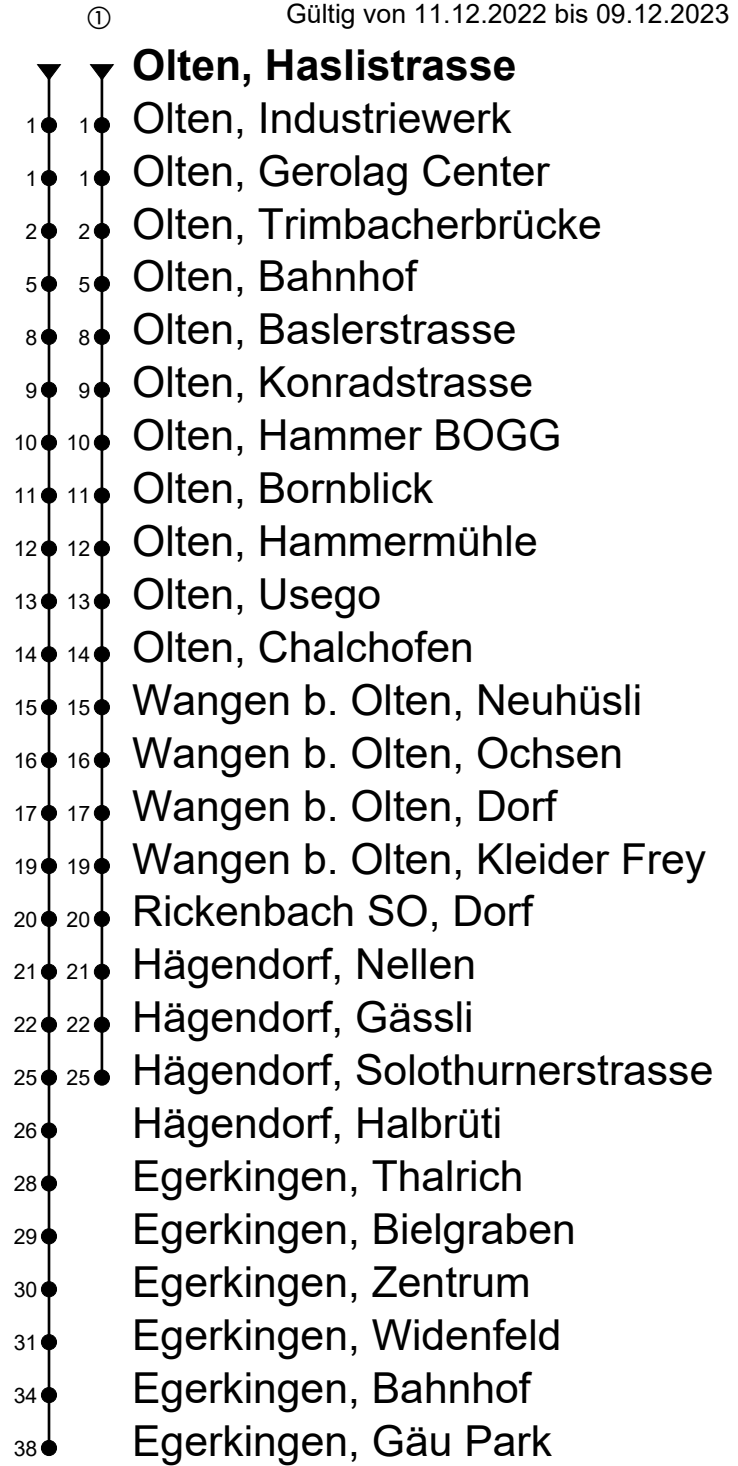 ① Gültig von 11.12.2022 bis 09.12.2023
Olten, Haslistrasse
1 1 Olten, Industriewerk
1 1 Olten, Gerolag Center
2 2 Olten, Trimbacherbrücke
5 5 Olten, Bahnhof
8 8 Olten, Baslerstrasse
9 9 Olten, Konradstrasse
10 10 Olten, Hammer BOGG
11 11 Olten, Bornblick
12 12 Olten, Hammermühle
13 13 Olten, Usego
14 14 Olten, Chalchofen
15 15 Wangen b. Olten, Neuhüsli
16 16 Wangen b. Olten, Ochsen
17 17 Wangen b. Olten, Dorf
19 19 Wangen b. Olten, Kleider Frey
20 20 Rickenbach SO, Dorf
21 21 Hägendorf, Nellen
22 22 Hägendorf, Gässli
25 25 Hägendorf, Solothurnerstrasse
26 Hägendorf, Halbrüti
28 Egerkingen, Thalrich
29 Egerkingen, Bielgraben
30 Egerkingen, Zentrum
31 Egerkingen, Widenfeld
34 Egerkingen, Bahnhof
38 Egerkingen, Gäu Park